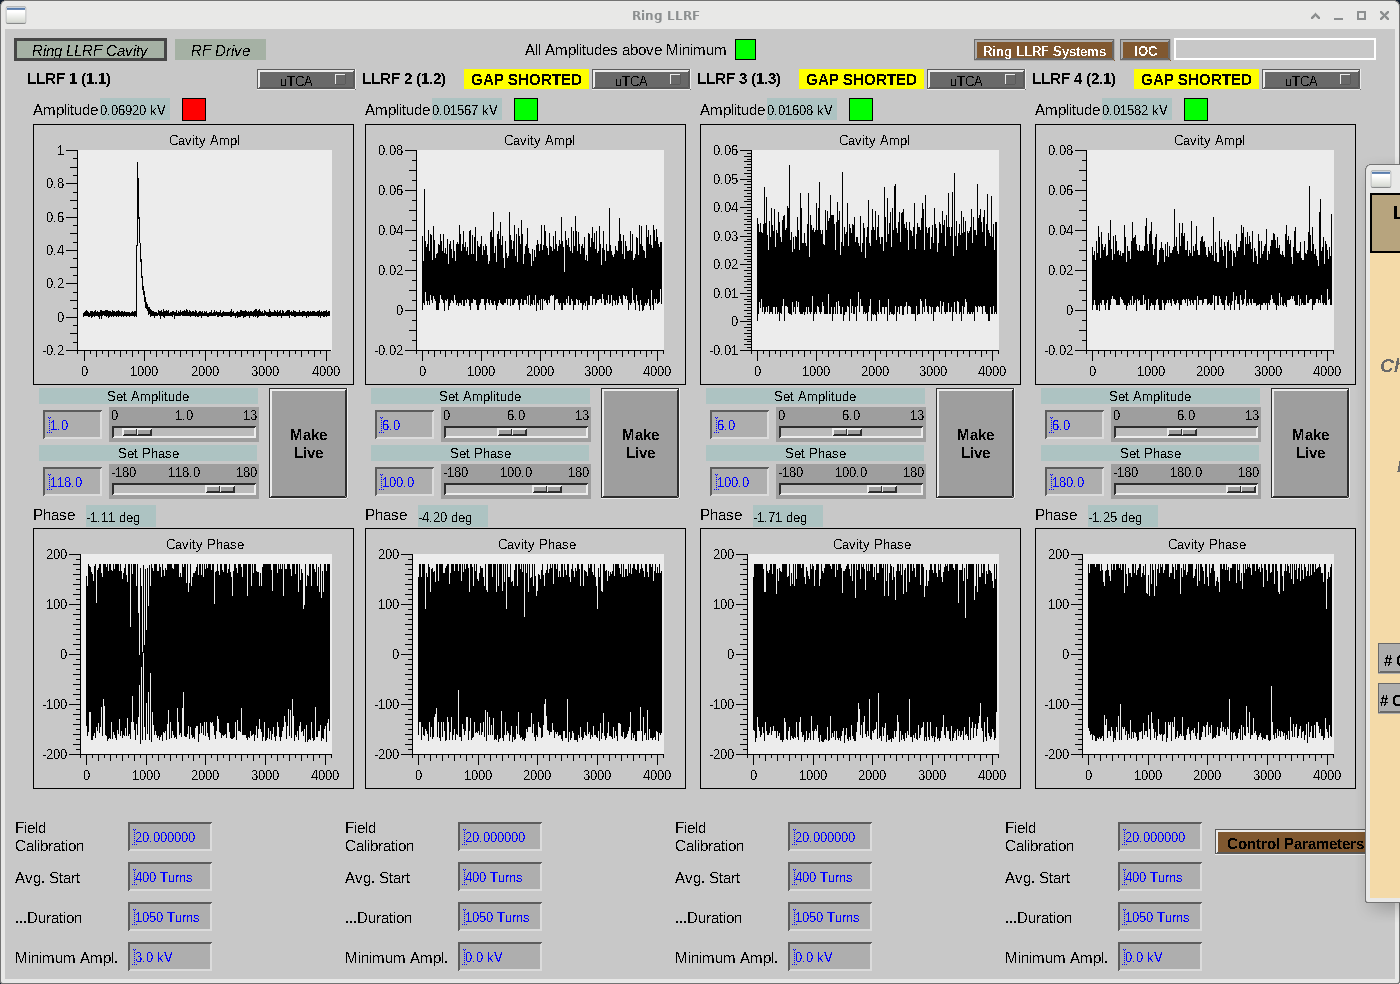 Ring LLRF
Ring LLRF Cavity RF Drive All Amplitudes above Minimum Ring LLRF Systems IOC
LLRF 1 (1.1) uTCA LLRF 2 (1.2) GAP SHORTED uTCA LLRF 3 (1.3) GAP SHORTED uTCA LLRF 4 (2.1) GAP SHORTED uTCA
Amplitude 0.06920 kV Amplitude 0.01567 kV Amplitude 0.01608 kV Amplitude 0.01582 kV
Cavity Ampl
1
0.8
0.6
0.4
0.2
0
-0.2
0 1000 2000 3000 4000
Cavity Ampl
0.08
0.06
0.04
0.02
0
-0.02
0 1000 2000 3000 4000
Cavity Ampl
0.06
0.05
0.04
0.03
0.02
0.01
0
-0.01
0 1000 2000 3000 4000
Cavity Ampl
0.08
0.06
0.04
0.02
0
-0.02
0 1000 2000 3000 4000
Set Amplitude
1.0 0 1.0 13
Set Phase
118.0 -180 118.0 180
Make
Live
Set Amplitude
6.0 0 6.0 13
Set Phase
100.0 -180 100.0 180
Make
Live
Set Amplitude
6.0 0 6.0 13
Set Phase
100.0 -180 100.0 180
Make
Live
Set Amplitude
6.0 0 6.0 13
Set Phase
180.0 -180 180.0 180
Make
Live
Phase -1.11 deg Phase -4.20 deg Phase -1.71 deg Phase -1.25 deg
Cavity Phase
200
100
0
-100
-200
0 1000 2000 3000 4000
Cavity Phase
200
100
0
-100
-200
0 1000 2000 3000 4000
Cavity Phase
200
100
0
-100
-200
0 1000 2000 3000 4000
Cavity Phase
200
100
0
-100
-200
0 1000 2000 3000 4000
Field
Calibration 20.000000
Avg. Start 400 Turns
...Duration 1050 Turns
Minimum Ampl. 3.0 kV
Field
Calibration 20.000000
Avg. Start 400 Turns
...Duration 1050 Turns
Minimum Ampl. 0.0 kV
Field
Calibration 20.000000
Avg. Start 400 Turns
...Duration 1050 Turns
Minimum Ampl. 0.0 kV
Field
Calibration 20.000000
Avg. Start 400 Turns
...Duration 1050 Turns
Minimum Ampl. 0.0 kV
Control Parameters